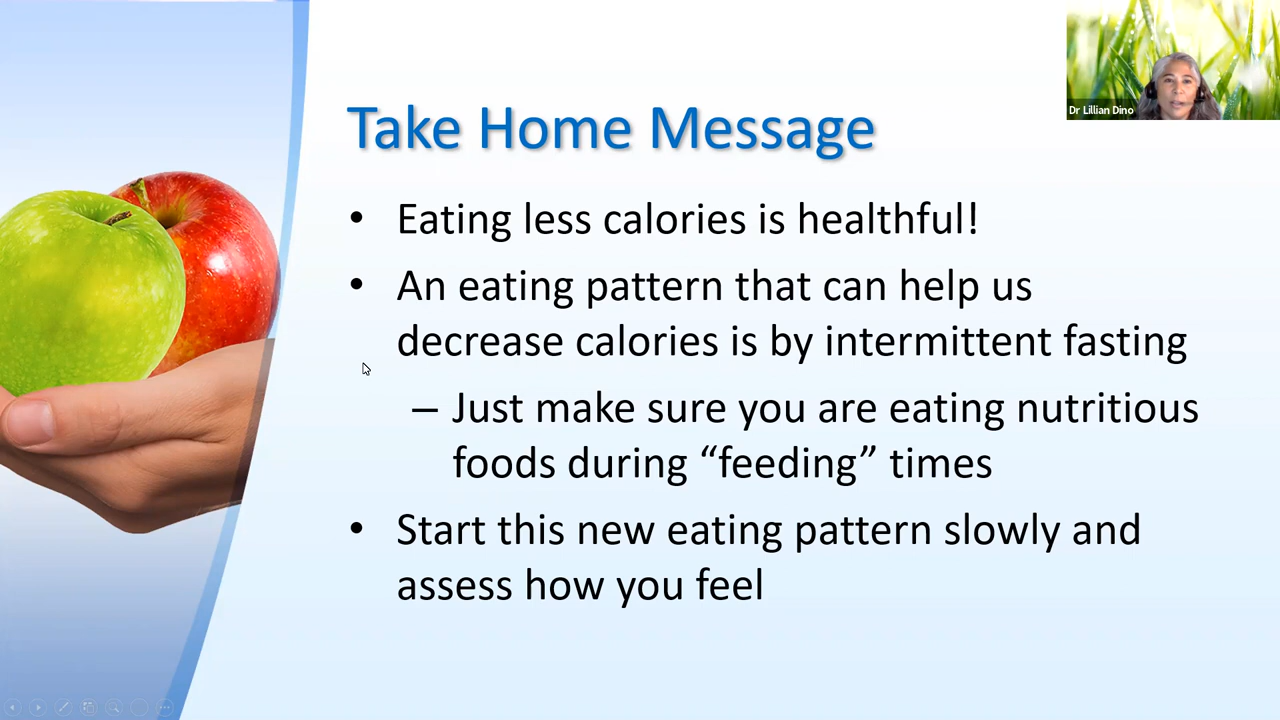 Dr Lillian Dino
Take Home Message
• Eating less calories is healthful!
• An eating pattern that can help us
decrease calories is by intermittent fasting
– Just make sure you are eating nutritious
foods during “feeding” times
• Start this new eating pattern slowly and
assess how you feel